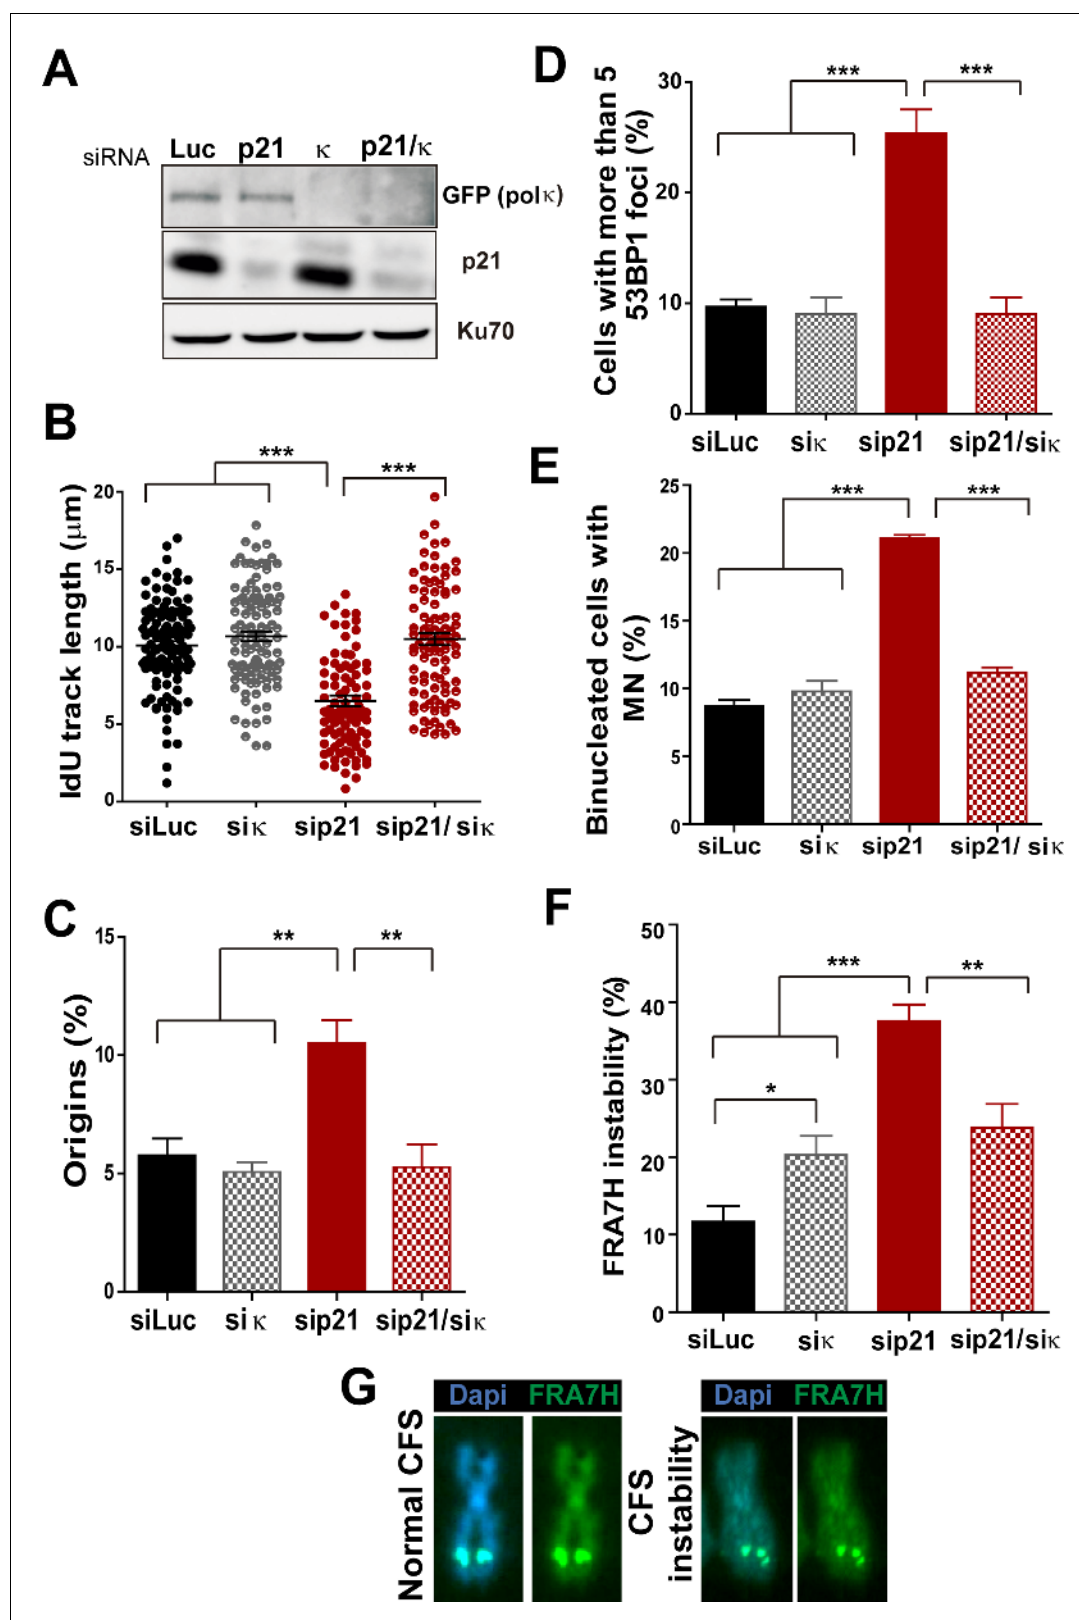 A
siRNA Luc p21 κ p21/κ
GFP (pol κ)
p21
Ku70
B
IdU track length (μm)
20
15
10
5
0
***
***
siLuc siκ sip21 sip21/ siκ
C
Origins (%)
15
10
5
0
**
**
siLuc si κ sip21 sip21/siκ
D
Cells with more than 5
53BP1 foci (%)
30
20
10
0
***
***
siLuc siκ sip21 sip21/siκ
E
Binucleated cells with
MN (%)
25
20
15
10
5
0
***
***
siLuc siκ sip21 sip21/ siκ
F
FRA7H instability (%)
50
40
30
20
10
0
***
**
*
siLuc siκ sip21 sip21/siκ
G
Normal CFS
Dapi FRA7H
CFS
instability
Dapi FRA7H